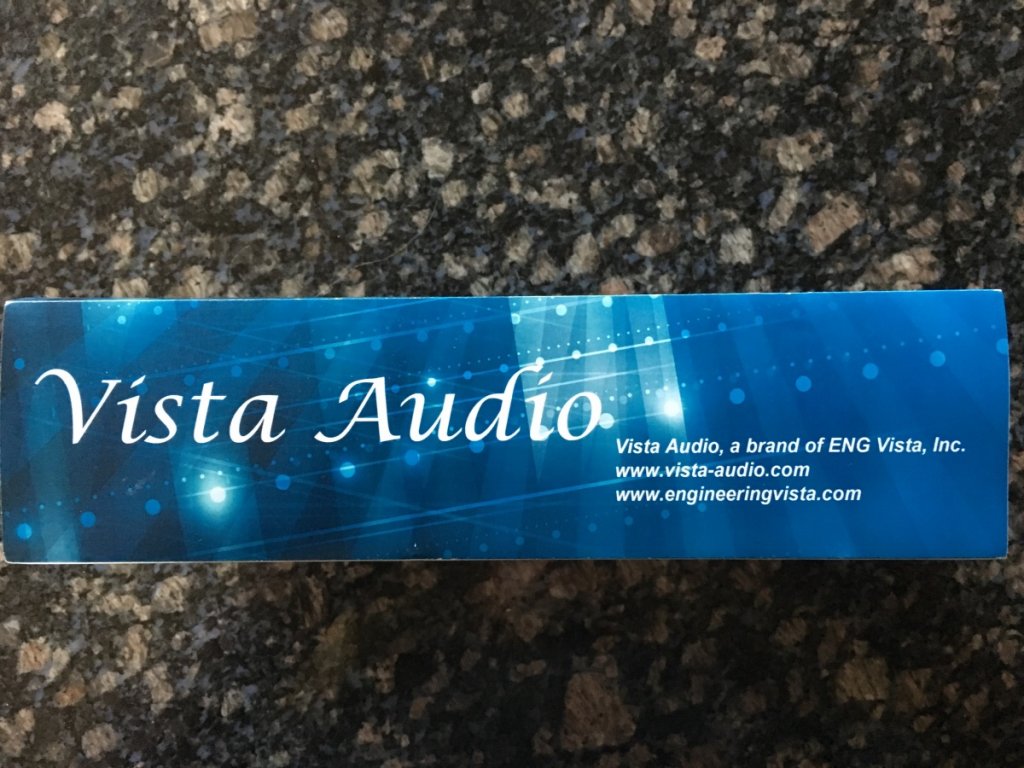 Vista Audio
Vista Audio, a brand of ENG Vista, Inc.
www.vista-audio.com
www.engineeringvista.com